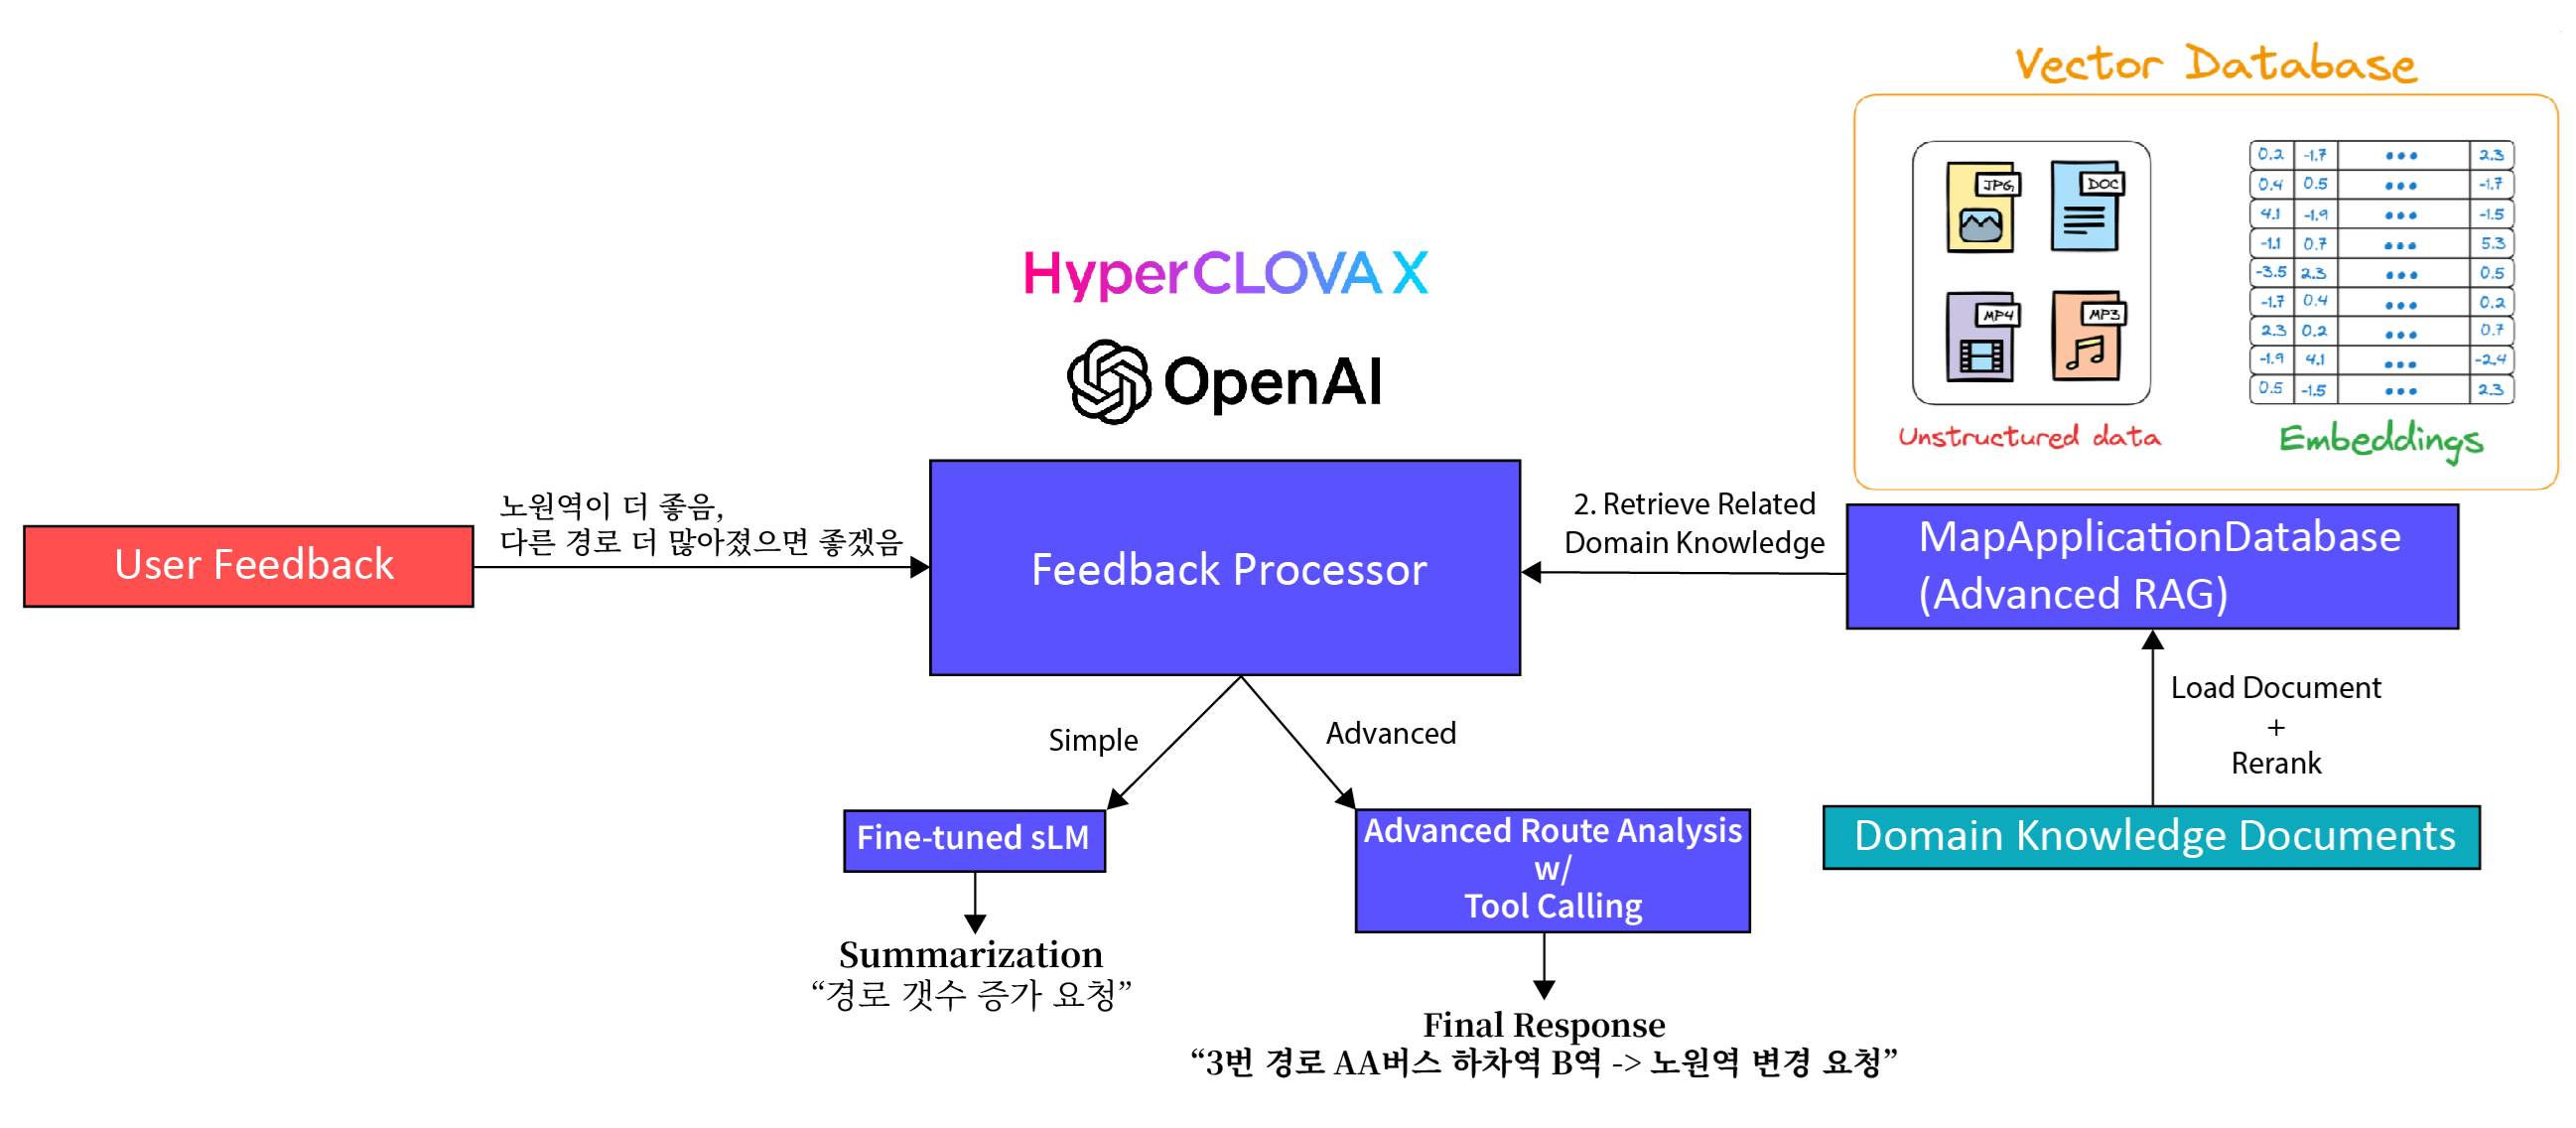 Vector Database
JPG
DOC
MP4
MP3
Unstructured data
0.2 -1.7 ••• 2.3
0.4 0.5 ••• -1.7
4.1 -1.9 ••• -1.5
-1.1 0.7 ••• 5.3
-3.5 2.3 ••• 0.5
-1.7 0.4 ••• 0.2
2.3 0.2 ••• 0.7
-1.9 4.1 ••• -2.4
0.5 -1.5 ••• 2.3
Embeddings
HyperCLOVA X
OpenAI
User Feedback
노원역이 더 좋음,
다른 경로 더 많아졌으면 좋겠음
Feedback Processor
2. Retrieve Related
Domain Knowledge
MapApplicationDatabase
(Advanced RAG)
Load Document
+
Rerank
Domain Knowledge Documents
Simple
Advanced
Fine-tuned sLM
Advanced Route Analysis
w/
Tool Calling
Summarization
“경로 갯수 증가 요청”
Final Response
“3번 경로 AA버스 하차역 B역 -> 노원역 변경 요청”